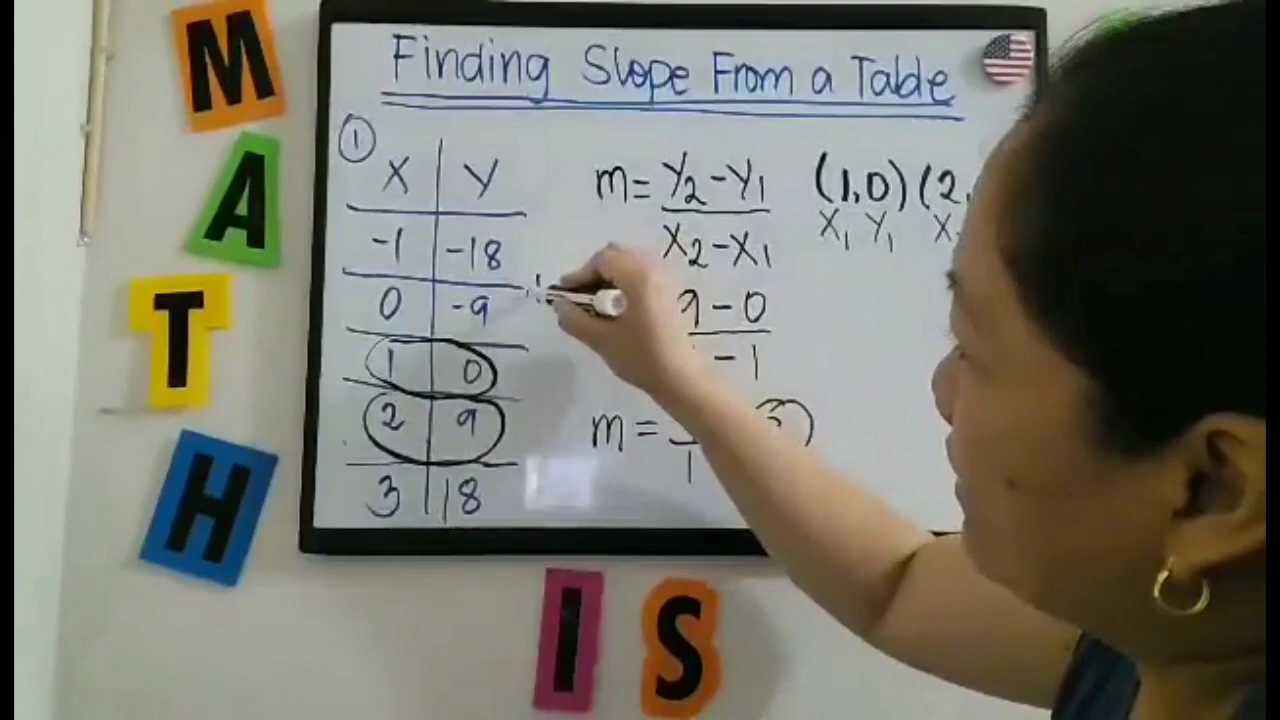 Finding Slope From a Table
1
X Y
-1 -18
0 -9
1 0
2 9
3 18
m = Y2 - Y1
X2 - X1
(1,0) (2,
X1 Y1 X
9 - 0
- 1
m =
1
M
A
T
H
I
S